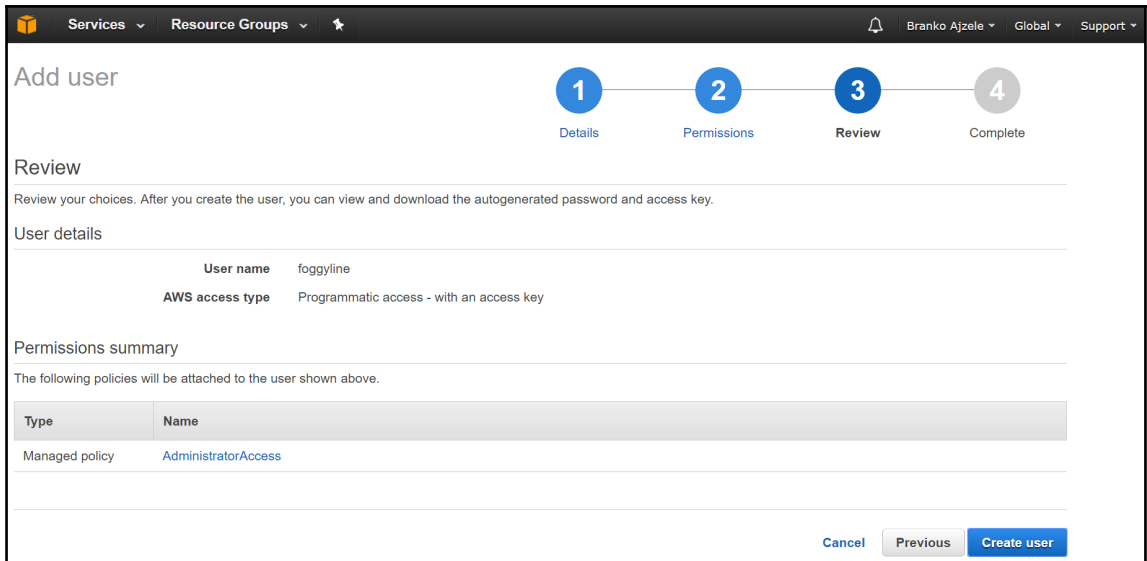 Services Resource Groups Branko Ajzele Global Support
Add user
1 2 3 4
Details Permissions Review Complete
Review
Review your choices. After you create the user, you can view and download the autogenerated password and access key.
User details
User name foggyline
AWS access type Programmatic access - with an access key
Permissions summary
The following policies will be attached to the user shown above.
Type Name
Managed policy AdministratorAccess
Cancel Previous Create user